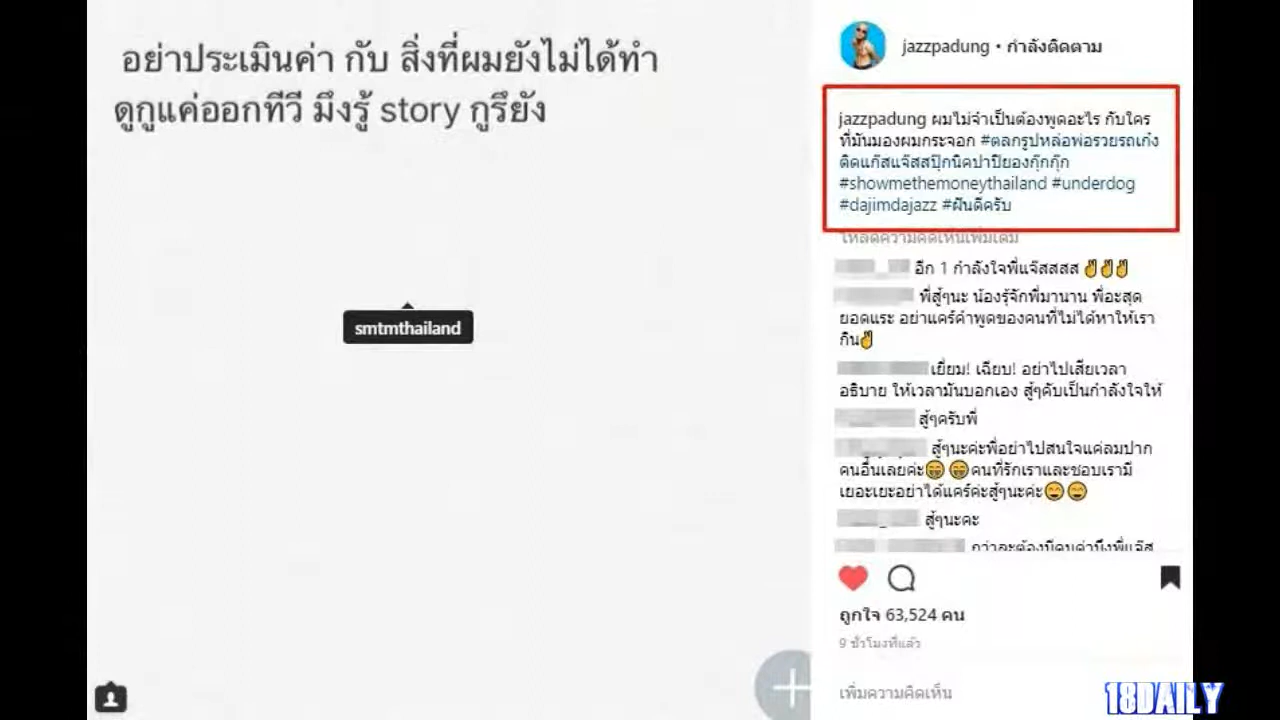 อย่าประเมินค่า กับ สิ่งที่ผมยังไม่ได้ทำ
ดูกูแค่ออกทีวี มึงรู้ story กูรึยัง
smtmthailand
jazzpadung • กำลังติดตาม
jazzpadung ผมไม่จำเป็นต้องพูดอะไร กับใคร
ที่มันมองผมกระจอก #ตลกรูปหล่อพ่อรวยรถเก๋ง
ติดแก๊สแจ๊สสปุ๊กนิคปาปิยองกุ๊กกุ๊ก
#showmethemoneythailand #underdog
#dajimdajazz #ฝันดีครับ
โหลดความคิดเห็นเพิ่มเติม
อีก 1 กำลังใจพี่แจ๊สสสส ✌✌✌
พี่สู้ๆนะ น้องรู้จักพี่มานาน พี่อะสุด
ยอดแระ อย่าแคร์คำพูดของคนที่ไม่ได้หาให้เรา
กิน✌
เยี่ยม! เฉียบ! อย่าไปเสียเวลา
อธิบาย ให้เวลามันบอกเอง สู้ๆคับเป็นกำลังใจให้
สู้ๆครับพี่
สู้ๆนะค่ะพี่อย่าไปสนใจแค่ลมปาก
คนอื่นเลยค่ะ😁😁คนที่รักเราและชอบเรามี
เยอะเยะอย่าได้แคร์ค่ะสู้ๆนะค่ะ😄😄
สู้ๆนะคะ
กว่าจะต้องมีคน
ถูกใจ 63,524 คน
9 ชั่วโมงที่แล้ว
เพิ่มความคิดเห็น
18DAILY